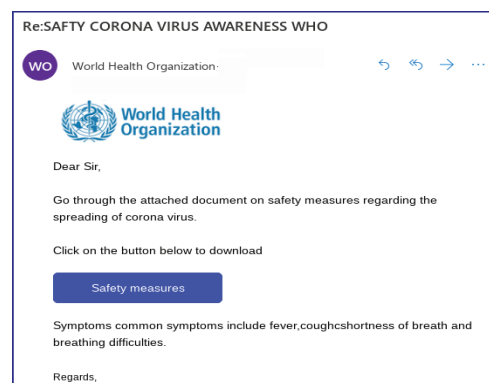 Re:SAFTY CORONA VIRUS AWARENESS WHO
WO
World Health Organization
World Health
Organization
Dear Sir,
Go through the attached document on safety measures regarding the
spreading of corona virus.
Click on the button below to download
Safety measures
Symptoms common symptoms include fever,coughcshortness of breath and
breathing difficulties.
Regards,